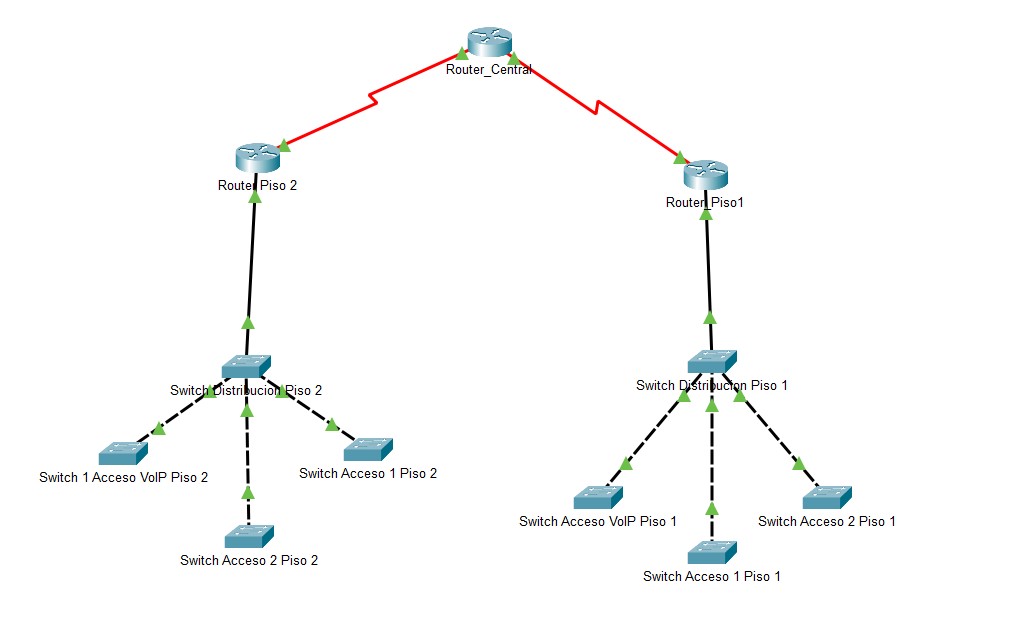 Router_Central
Router Piso 2
Router_Piso1
Switch Distribucion Piso 2
Switch Distribucion Piso 1
Switch 1 Acceso VoIP Piso 2
Switch Acceso 1 Piso 2
Switch Acceso VoIP Piso 1
Switch Acceso 2 Piso 1
Switch Acceso 2 Piso 2
Switch Acceso 1 Piso 1